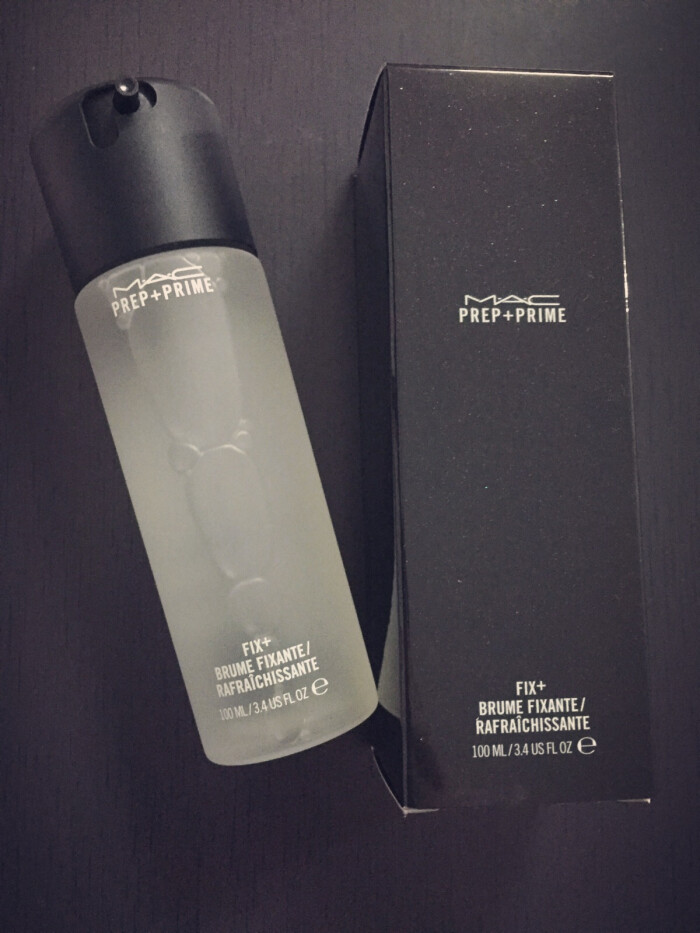 MAC
PREP+PRIME
FIX+
BRUME FIXANTE/
RAFRAÎCHISSANTE
100 ML / 3.4 US FL OZ e
MAC
PREP+PRIME
FIX+
BRUME FIXANTE/
RAFRAÎCHISSANTE
100 ML / 3.4 US FL OZ e